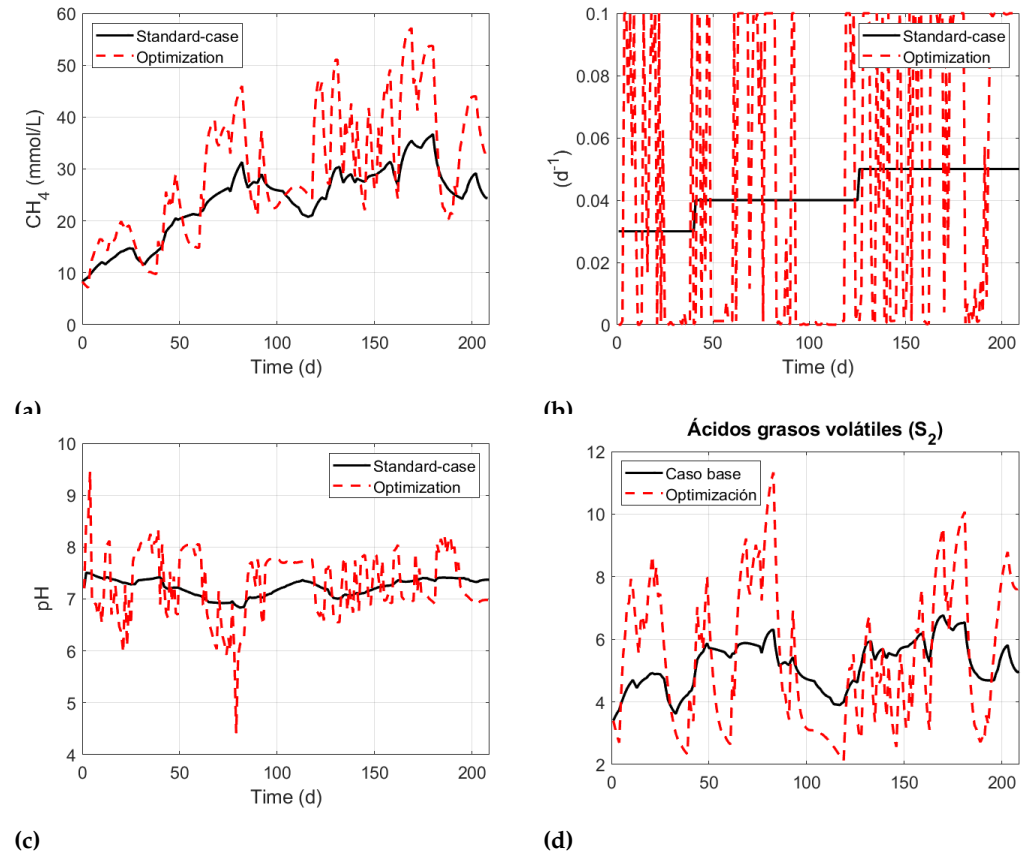 60
50
40
30
20
10
0
CH4 (mmol/L)
Standard-case
Optimization
0 50 100 150 200
Time (d)
(a)
0.1
0.08
0.06
0.04
0.02
0
(d-1)
Standard-case
Optimization
0 50 100 150 200
Time (d)
(b)
10
9
8
7
6
5
4
pH
Standard-case
Optimization
0 50 100 150 200
Time (d)
(c)
Ácidos grasos volátiles (S2)
12
10
8
6
4
2
Caso base
Optimización
0 50 100 150 200
(d)